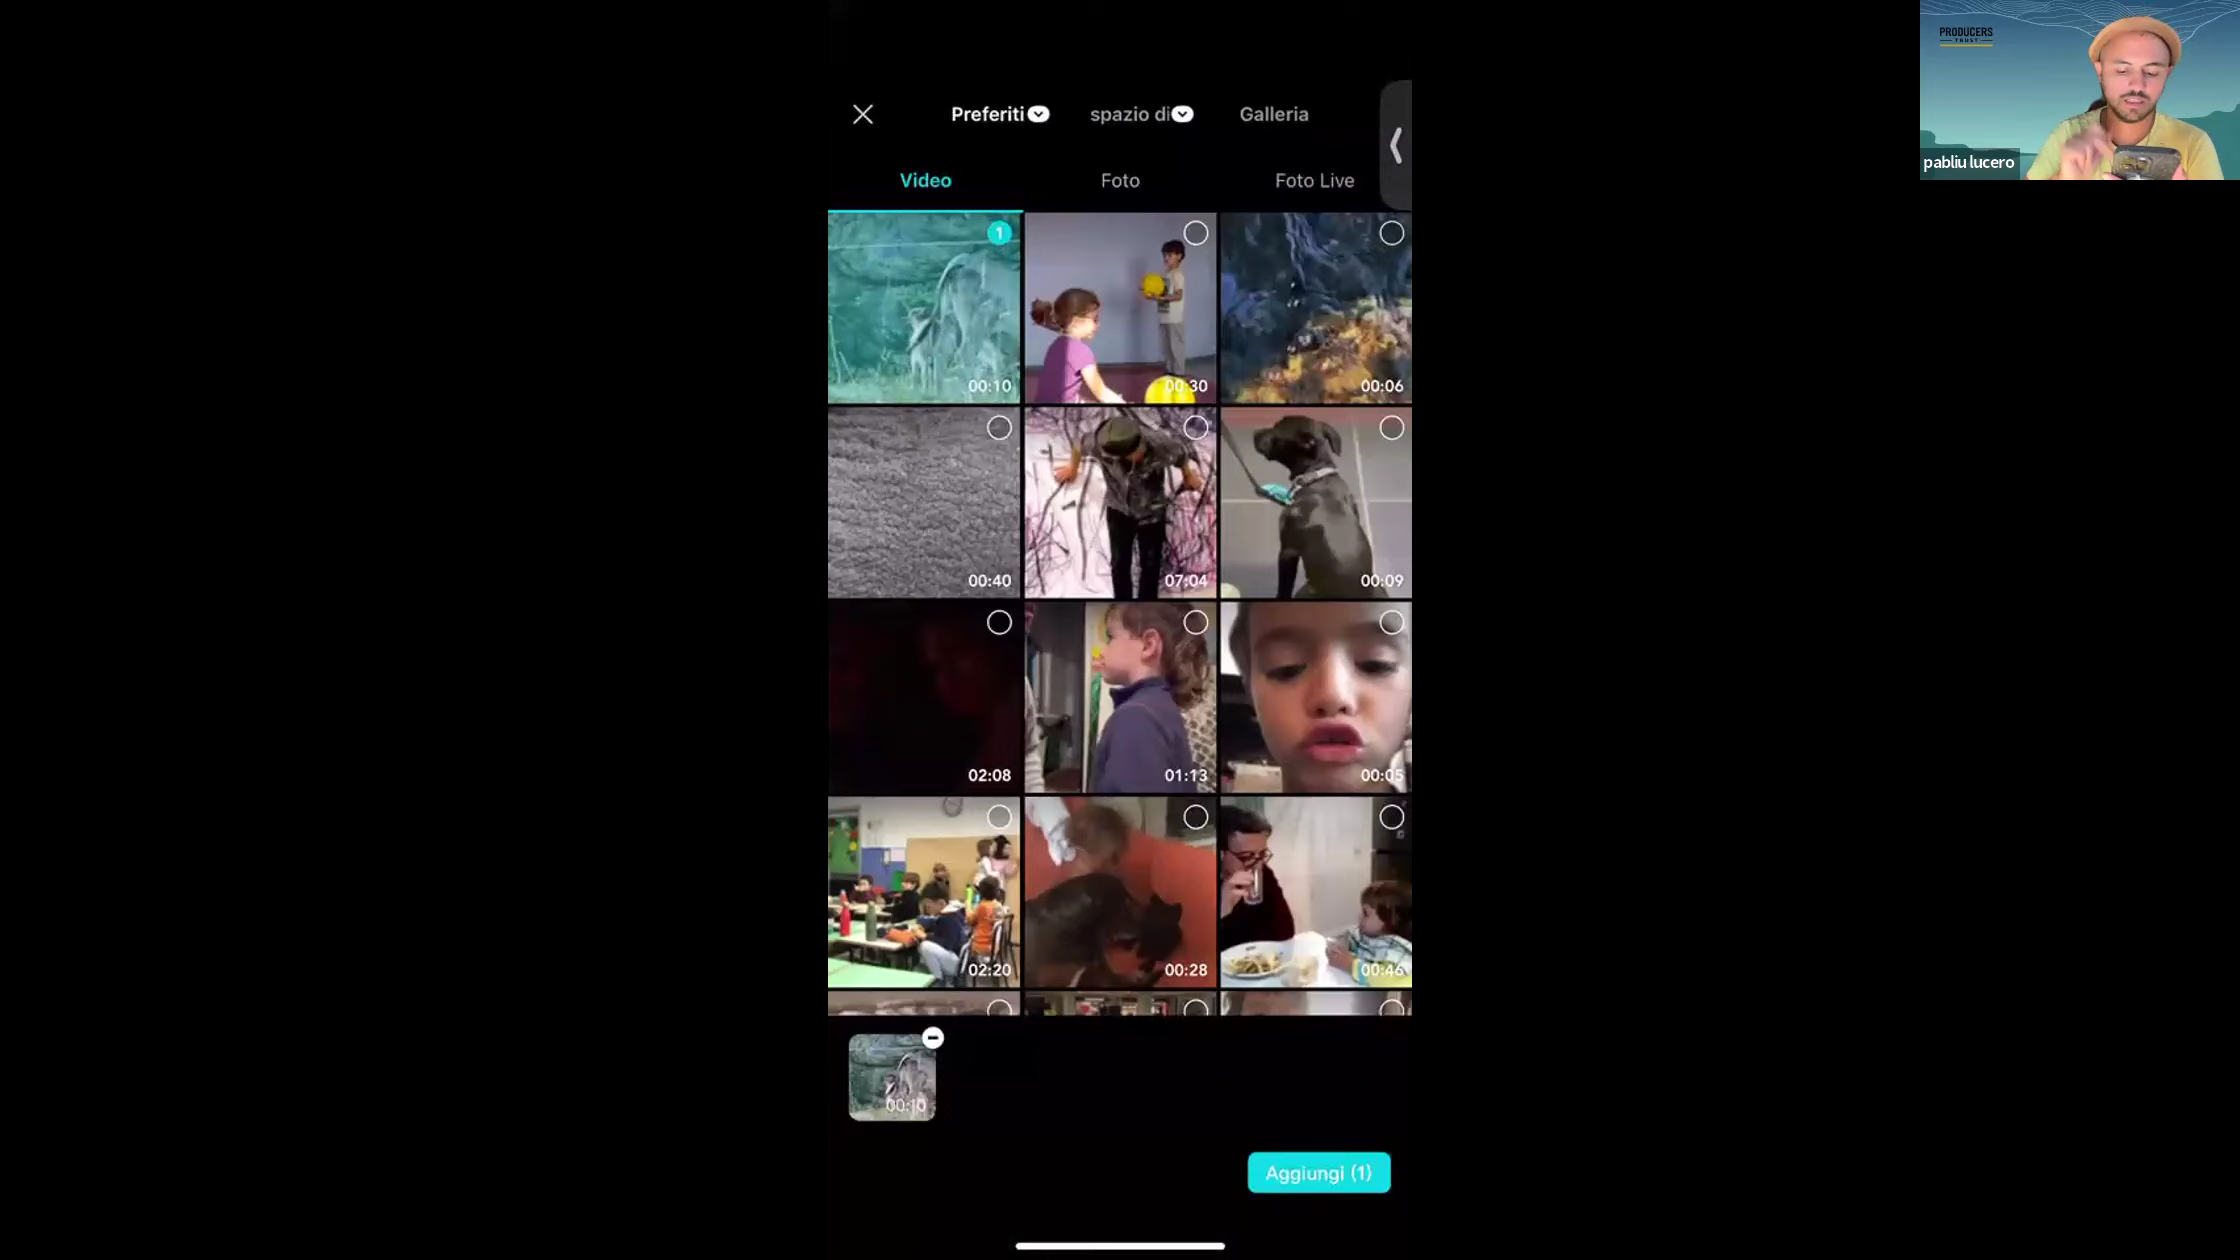 PRODUCERS
TRUST
pabliu lucero
Preferiti
spazio di
Galleria
Video
Foto
Foto Live
1
00:10
00:30
00:06
00:40
07:04
00:09
02:08
01:13
00:05
02:20
00:28
00:46
00:10
Aggiungi (1)